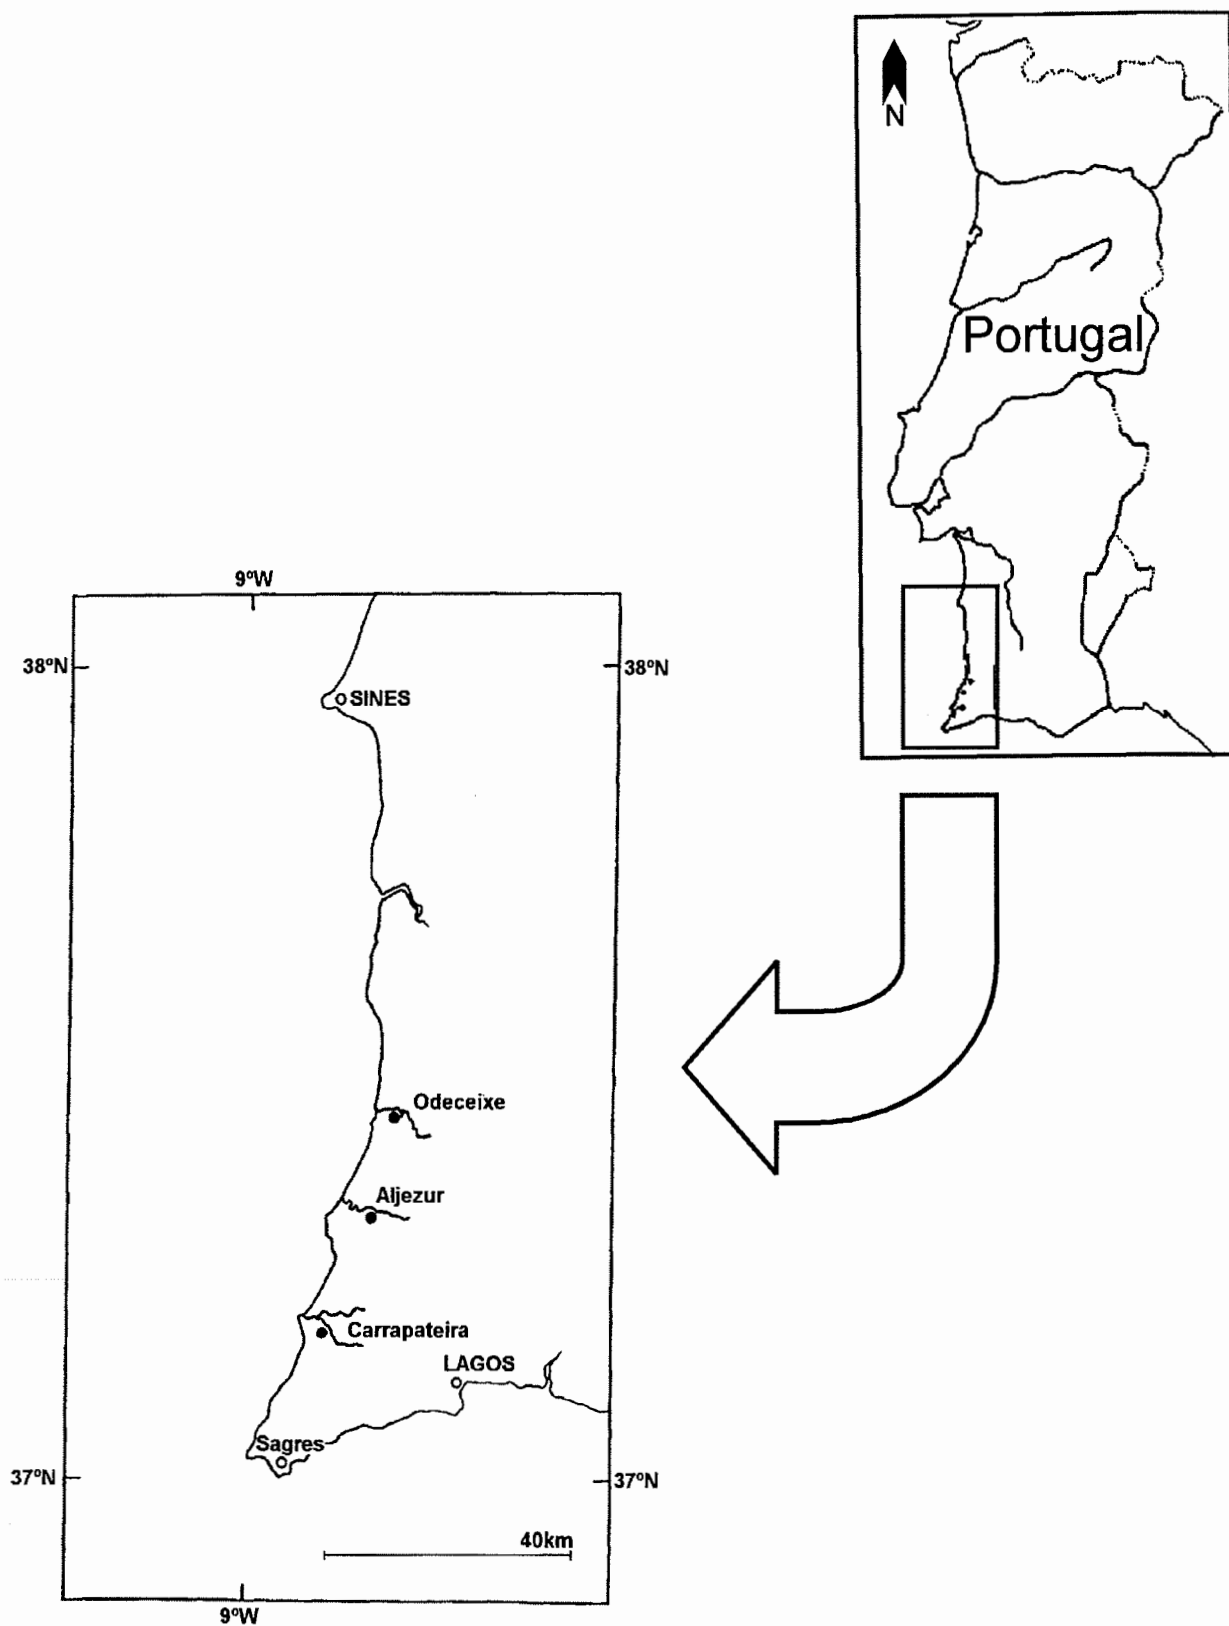 N
Portugal
9ºW
38ºN
38ºN
SINES
Odeceixe
Aljezur
Carrapateira
LAGOS
Sagres
37ºN
37ºN
40km
9ºW